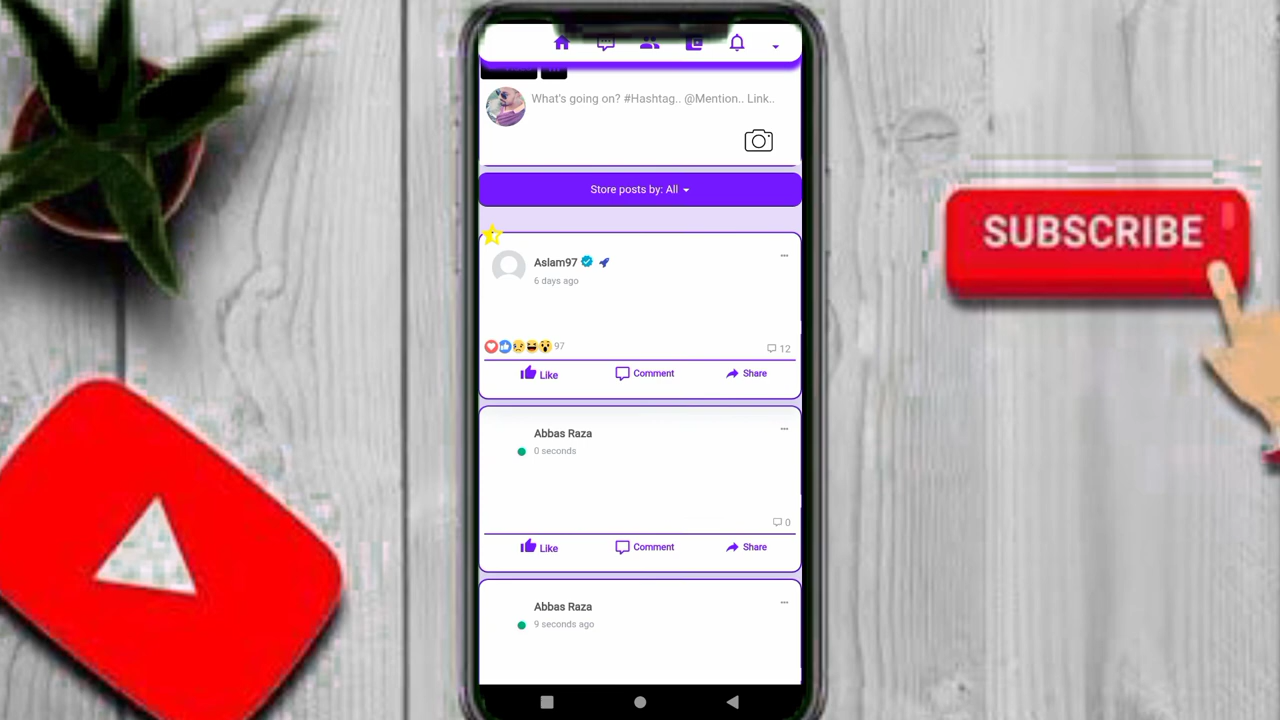 What's going on? #Hashtag.. @Mention.. Link..
Store posts by: All
Aslam97
6 days ago
97
12
Like
Comment
Share
Abbas Raza
0 seconds
0
Like
Comment
Share
Abbas Raza
9 seconds ago
SUBSCRIBE